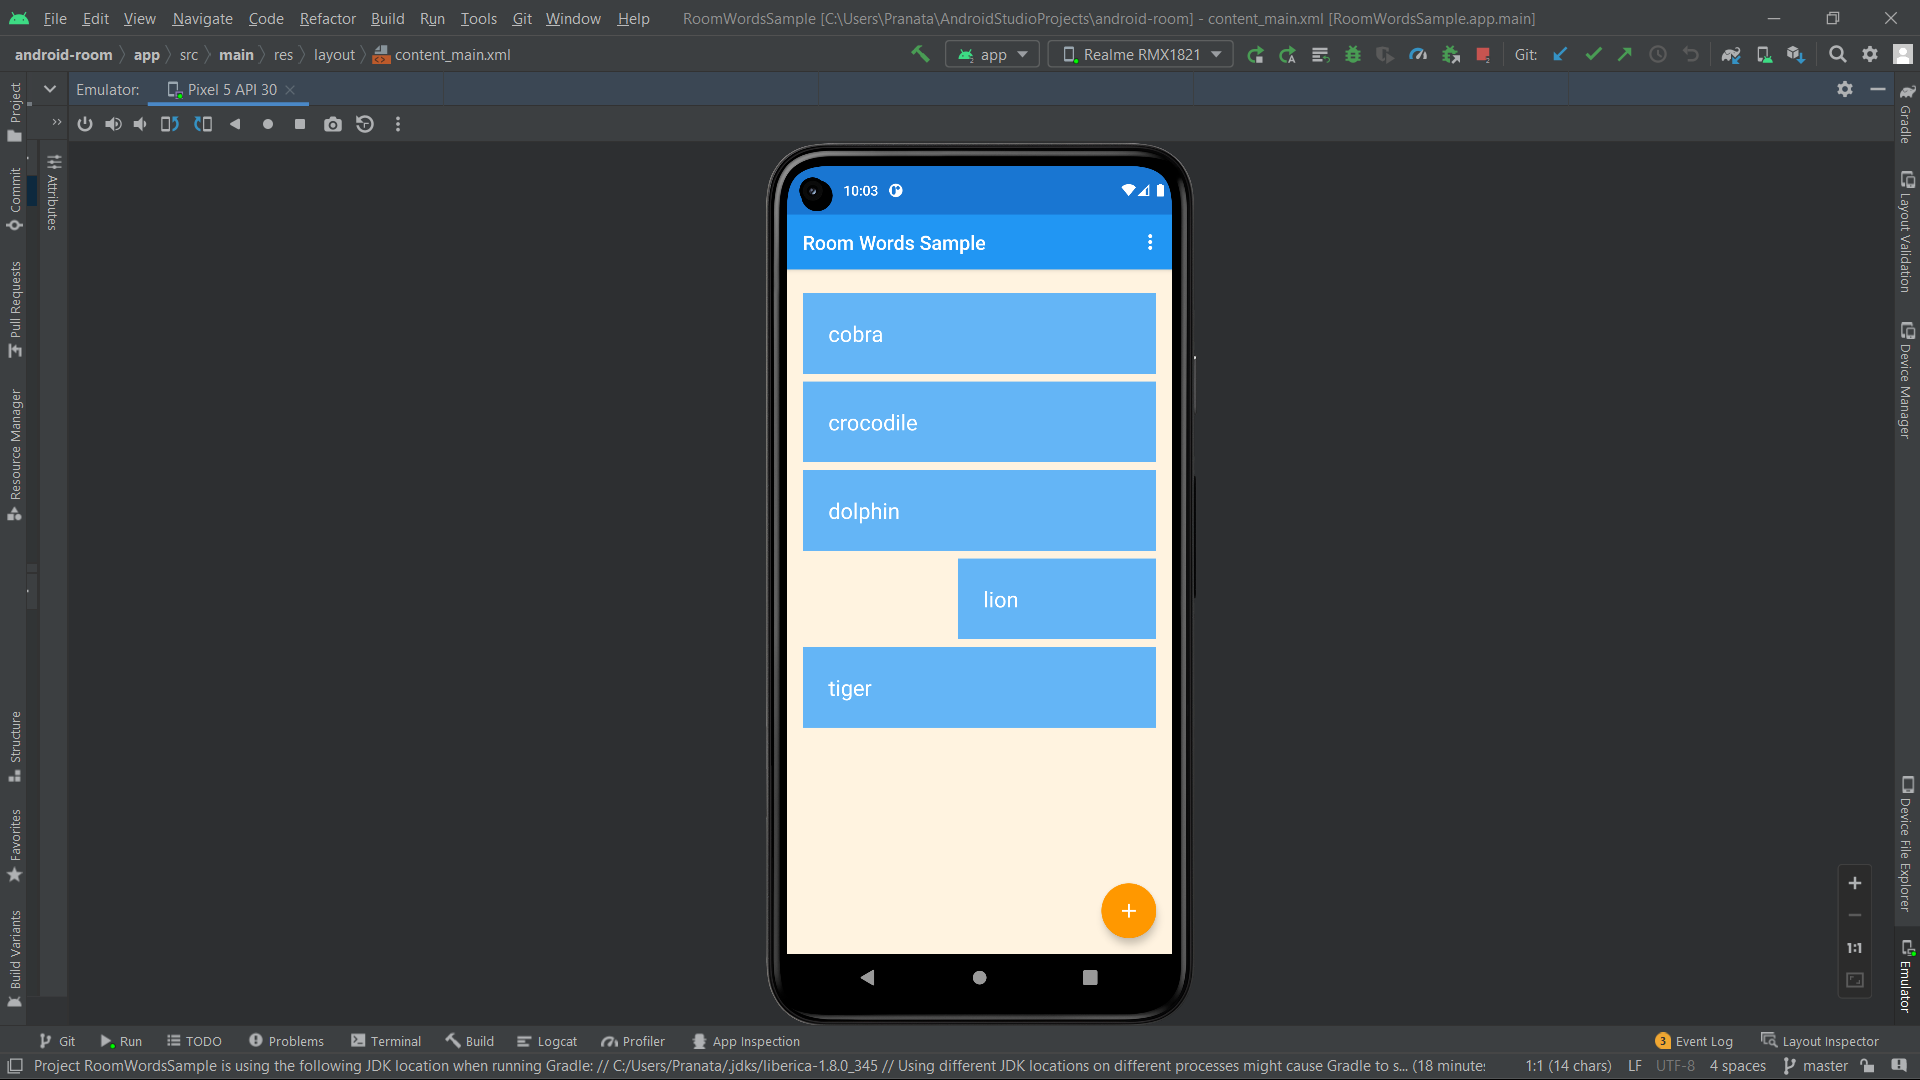 File Edit View Navigate Code Refactor Build Run Tools Git Window Help RoomWordsSample [C:\Users\Pranata\AndroidStudioProjects\android-room] - content_main.xml [RoomWordsSample.app.main]
android-room app src main res layout content_main.xml app Realme RMX1821 Git:
Emulator: Pixel 5 API 30
Project
Commit
Pull Requests
Resource Manager
Structure
Favorites
Build Variants
Attributes
10:03
Room Words Sample
cobra
crocodile
dolphin
lion
tiger
1:1
Gradle
Layout Validation
Device Manager
Device File Explorer
Emulator
Git Run TODO Problems Terminal Build Logcat Profiler App Inspection 3 Event Log Layout Inspector
Project RoomWordsSample is using the following JDK location when running Gradle: // C:/Users/Pranata/.jdks/liberica-1.8.0_345 // Using different JDK locations on different processes might cause Gradle to s... (18 minutes 1:1 (14 chars) LF UTF-8 4 spaces master